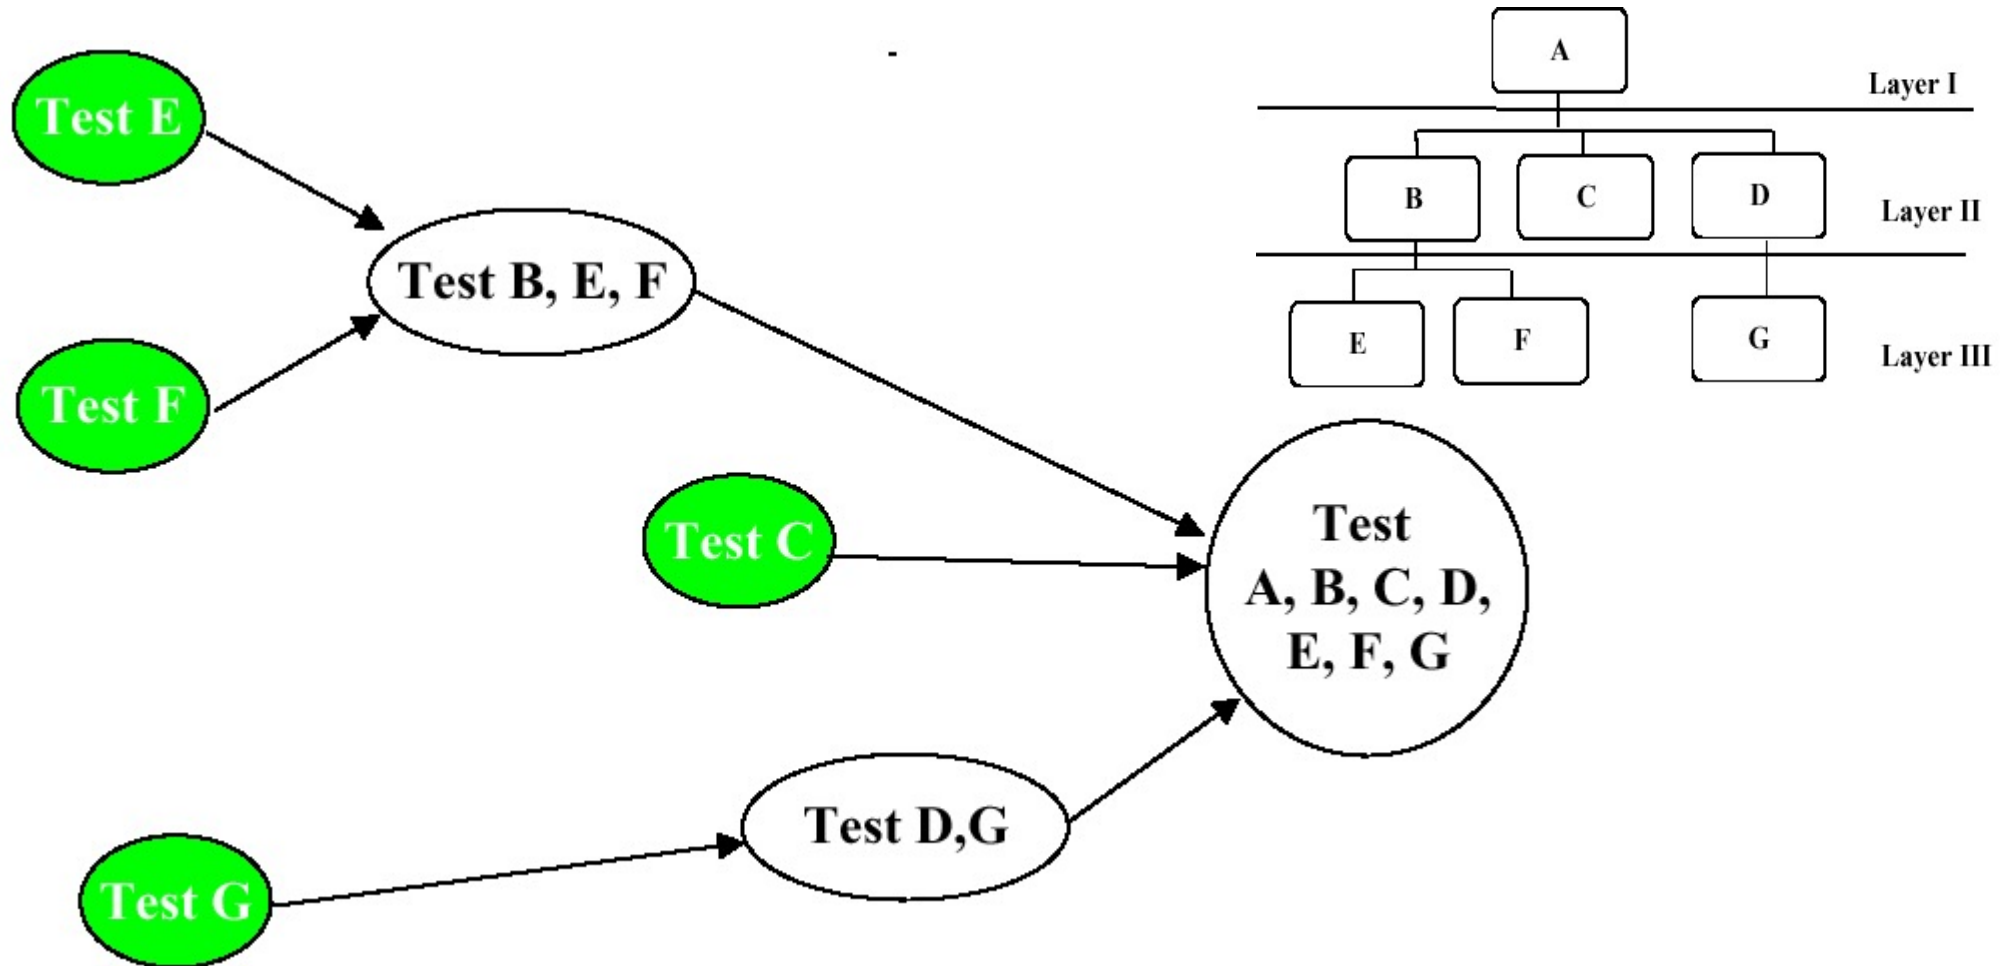 A
Layer I
B
C
D
Layer II
E
F
G
Layer III
Test E
Test B, E, F
Test F
Test C
Test
A, B, C, D,
E, F, G
Test D,G
Test G
-